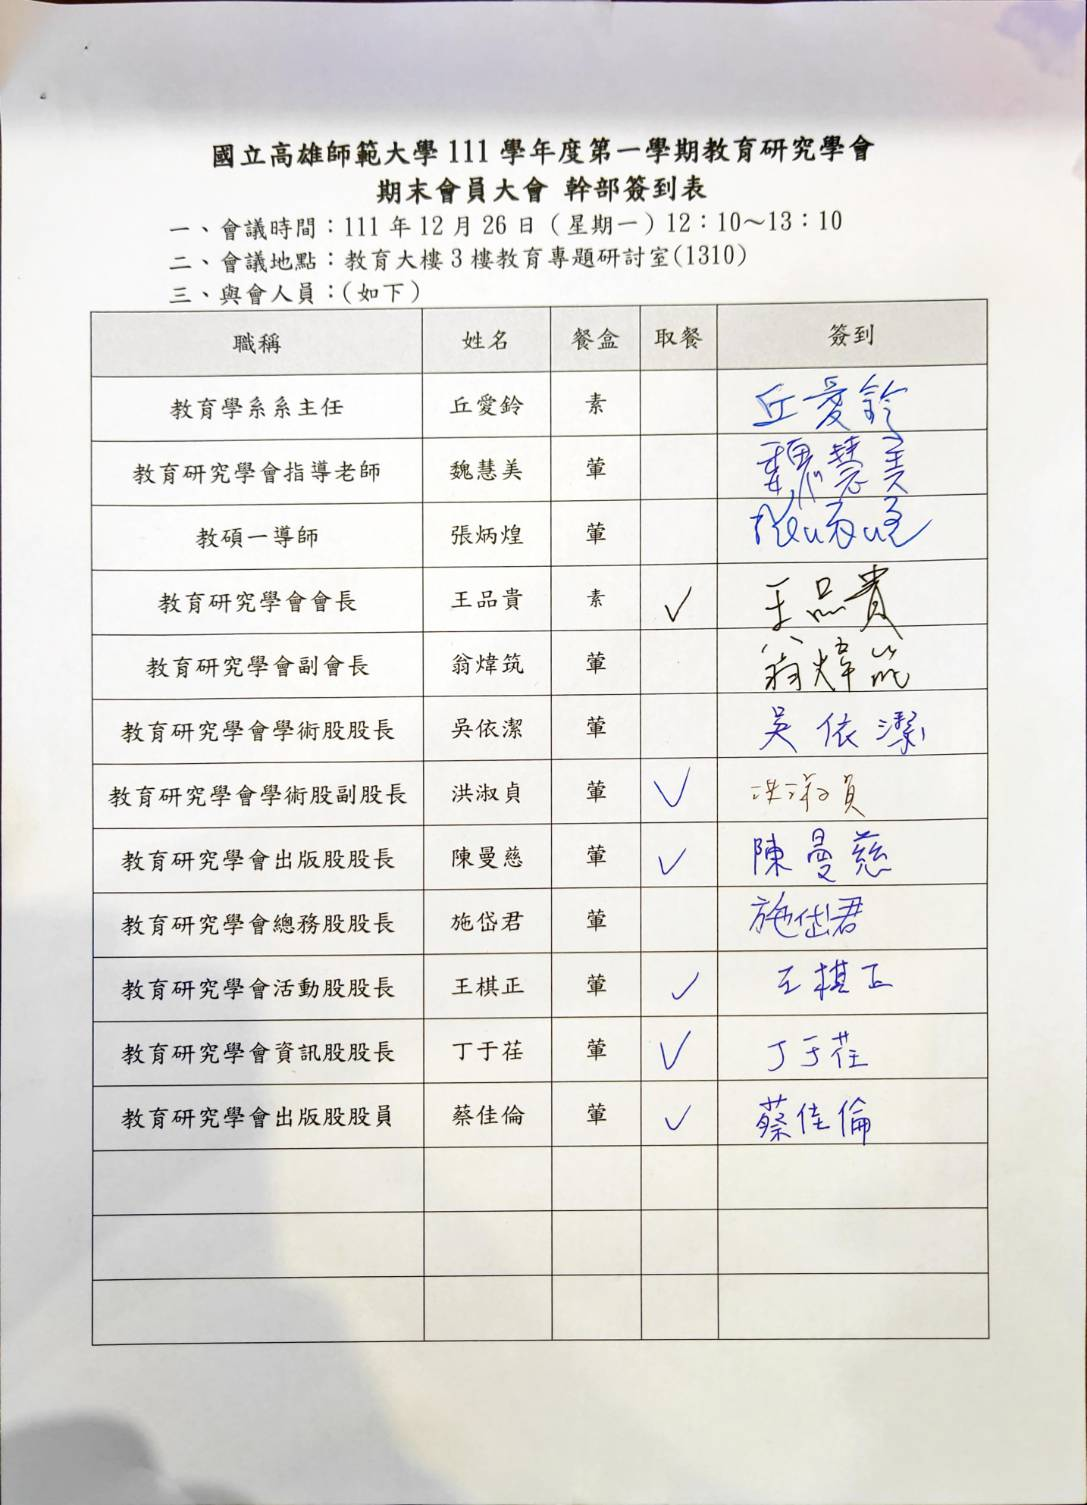 國立高雄師範大學 111 學年度第一學期教育研究學會
期末會員大會 幹部簽到表
一、會議時間：111 年 12 月 26 日（星期一）12：10～13：10
二、會議地點：教育大樓 3 樓教育專題研討室(1310)
三、與會人員：(如下）
職稱 姓名 餐盒 取餐 簽到
教育學系系主任 丘愛鈴 素 丘愛鈴
教育研究學會指導老師 魏慧美 葷 魏慧美
教碩一導師 張炳煌 葷 張炳煌
教育研究學會會長 王品貴 素 ✓ 王品貴
教育研究學會副會長 翁煒筑 葷 翁煒筑
教育研究學會學術股股長 吳依潔 葷 吳依潔
教育研究學會學術股副股長 洪淑貞 葷 ✓ 洪淑貞
教育研究學會出版股股長 陳曼慈 葷 ✓ 陳曼慈
教育研究學會總務股股長 施岱君 葷 施岱君
教育研究學會活動股股長 王棋正 葷 ✓ 王棋正
教育研究學會資訊股股長 丁于荏 葷 ✓ 丁于荏
教育研究學會出版股股員 蔡佳倫 葷 ✓ 蔡佳倫